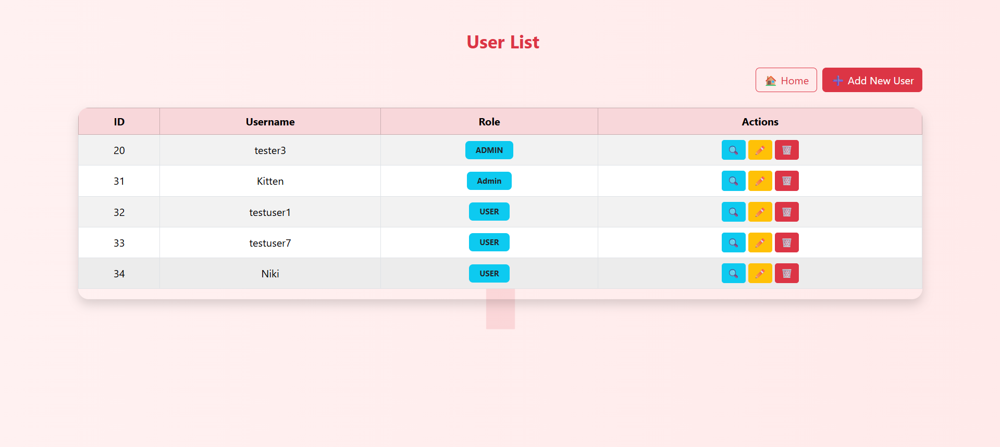 User List
Home
Add New User
ID Username Role Actions
20 tester3 ADMIN
31 Kitten Admin
32 testuser1 USER
33 testuser7 USER
34 Niki USER